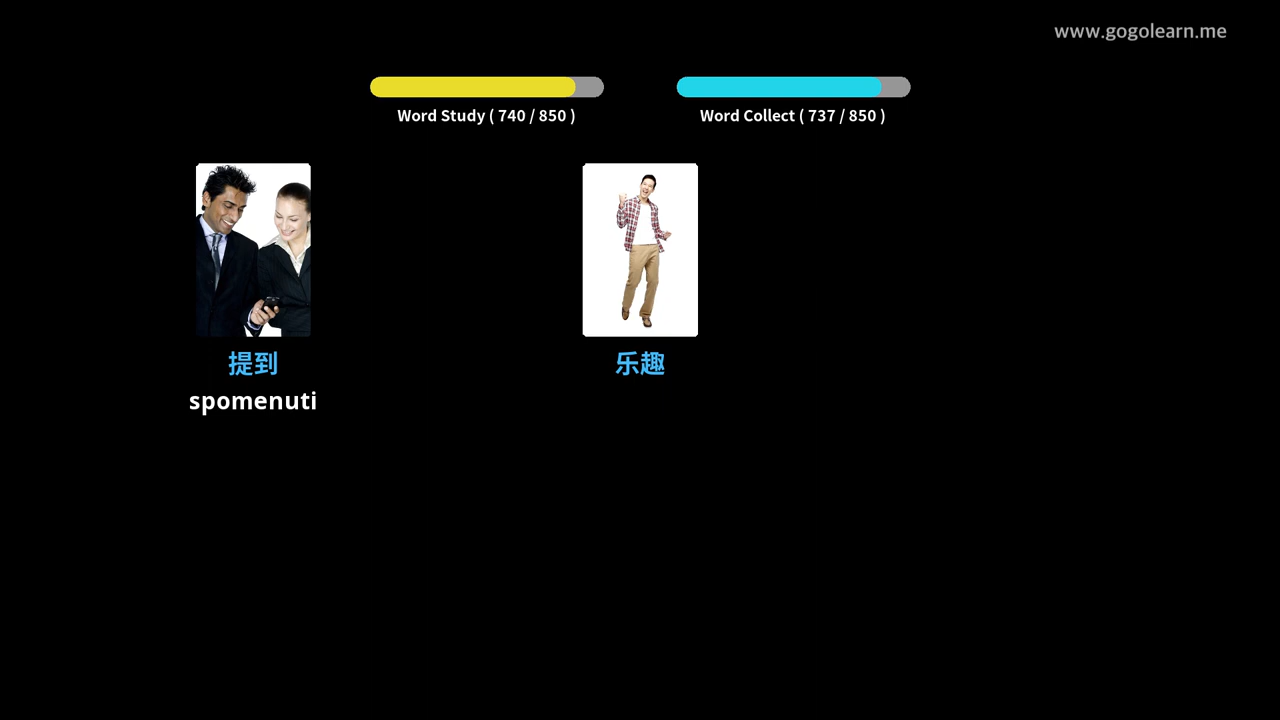 www.gogolearn.me
Word Study ( 740 / 850 )
Word Collect ( 737 / 850 )
提到
spomenuti
乐趣